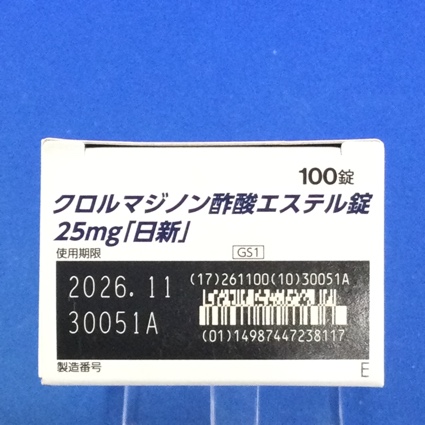 100錠
クロルマジノン酢酸エステル錠
25mg「日新」
使用期限
GS1
2026.11
(17)261100(10)30051A
30051A
(01)14987447238117
製造番号
E